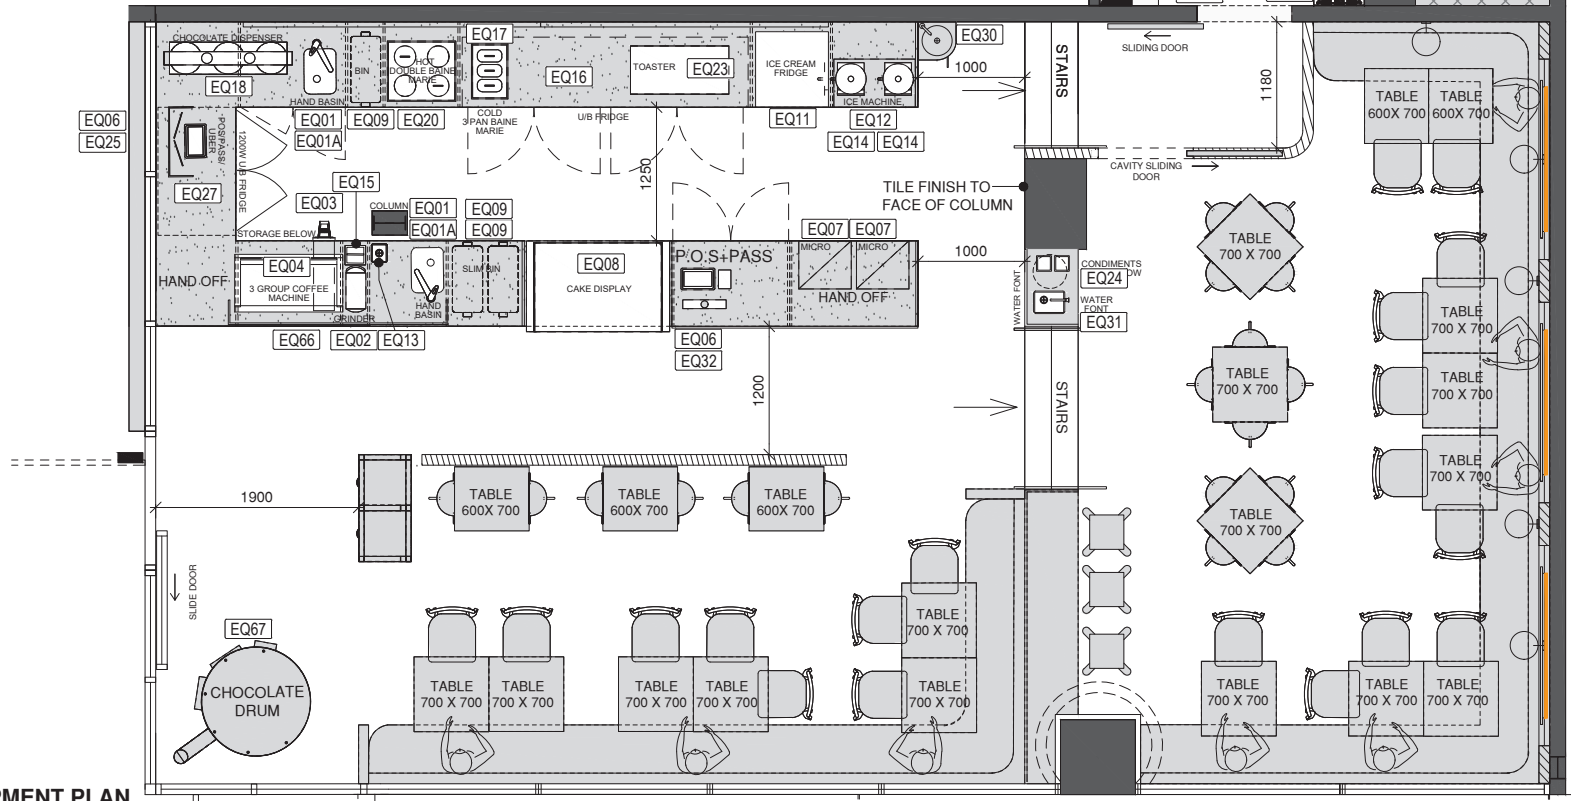 CHOCOLATE DISPENSER
EQ18
HAND BASIN
EQ01
EQ01A
BIN
EQ09
HOT
DOUBLE BAINE
MARIE
EQ20
EQ17
COLD
3 PAN BAINE
MARIE
EQ16
U/B FRIDGE
TOASTER
EQ23
ICE CREAM
FRIDGE
EQ11
ICE MACHINE,
EQ12
EQ14
EQ14
EQ30
1000
STAIRS
SLIDING DOOR
1180
CAVITY SLIDING
DOOR
EQ06
EQ25
POS/PASS/
UBER
EQ27
1200W U/B FRIDGE
EQ15
EQ03
COLUMN
EQ01
EQ01A
EQ09
EQ09
1250
TILE FINISH TO
FACE OF COLUMN
STORAGE BELOW
HAND OFF
EQ04
3 GROUP COFFEE
MACHINE
GRINDER
HAND
BASIN
SLIM BIN
EQ08
CAKE DISPLAY
P.O.S+PASS
EQ07
EQ07
MICRO
MICRO
HAND OFF
1000
WATER FONT
CONDIMENTS
EQ24
WATER
FONT
EQ31
EQ66
EQ02
EQ13
EQ06
EQ32
1200
STAIRS
1900
SLIDE DOOR
EQ67
CHOCOLATE
DRUM
TABLE
600X 700
TABLE
600X 700
TABLE
600X 700
TABLE
700 X 700
TABLE
700 X 700
TABLE
700 X 700
TABLE
700 X 700
TABLE
700 X 700
TABLE
700 X 700
TABLE
600X 700
TABLE
600X 700
TABLE
700 X 700
TABLE
700 X 700
TABLE
700 X 700
TABLE
700 X 700
TABLE
700 X 700
TABLE
700 X 700
TABLE
700 X 700
TABLE
700 X 700
TABLE
700 X 700
PLAN